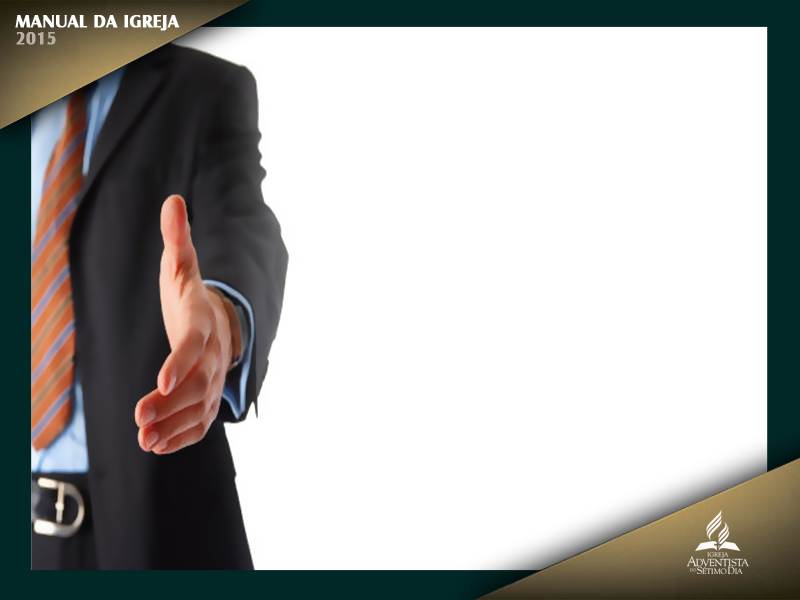 MANUAL DA IGREJA
2015
IGREJA
ADVENTISTA
DO SÉTIMO DIA